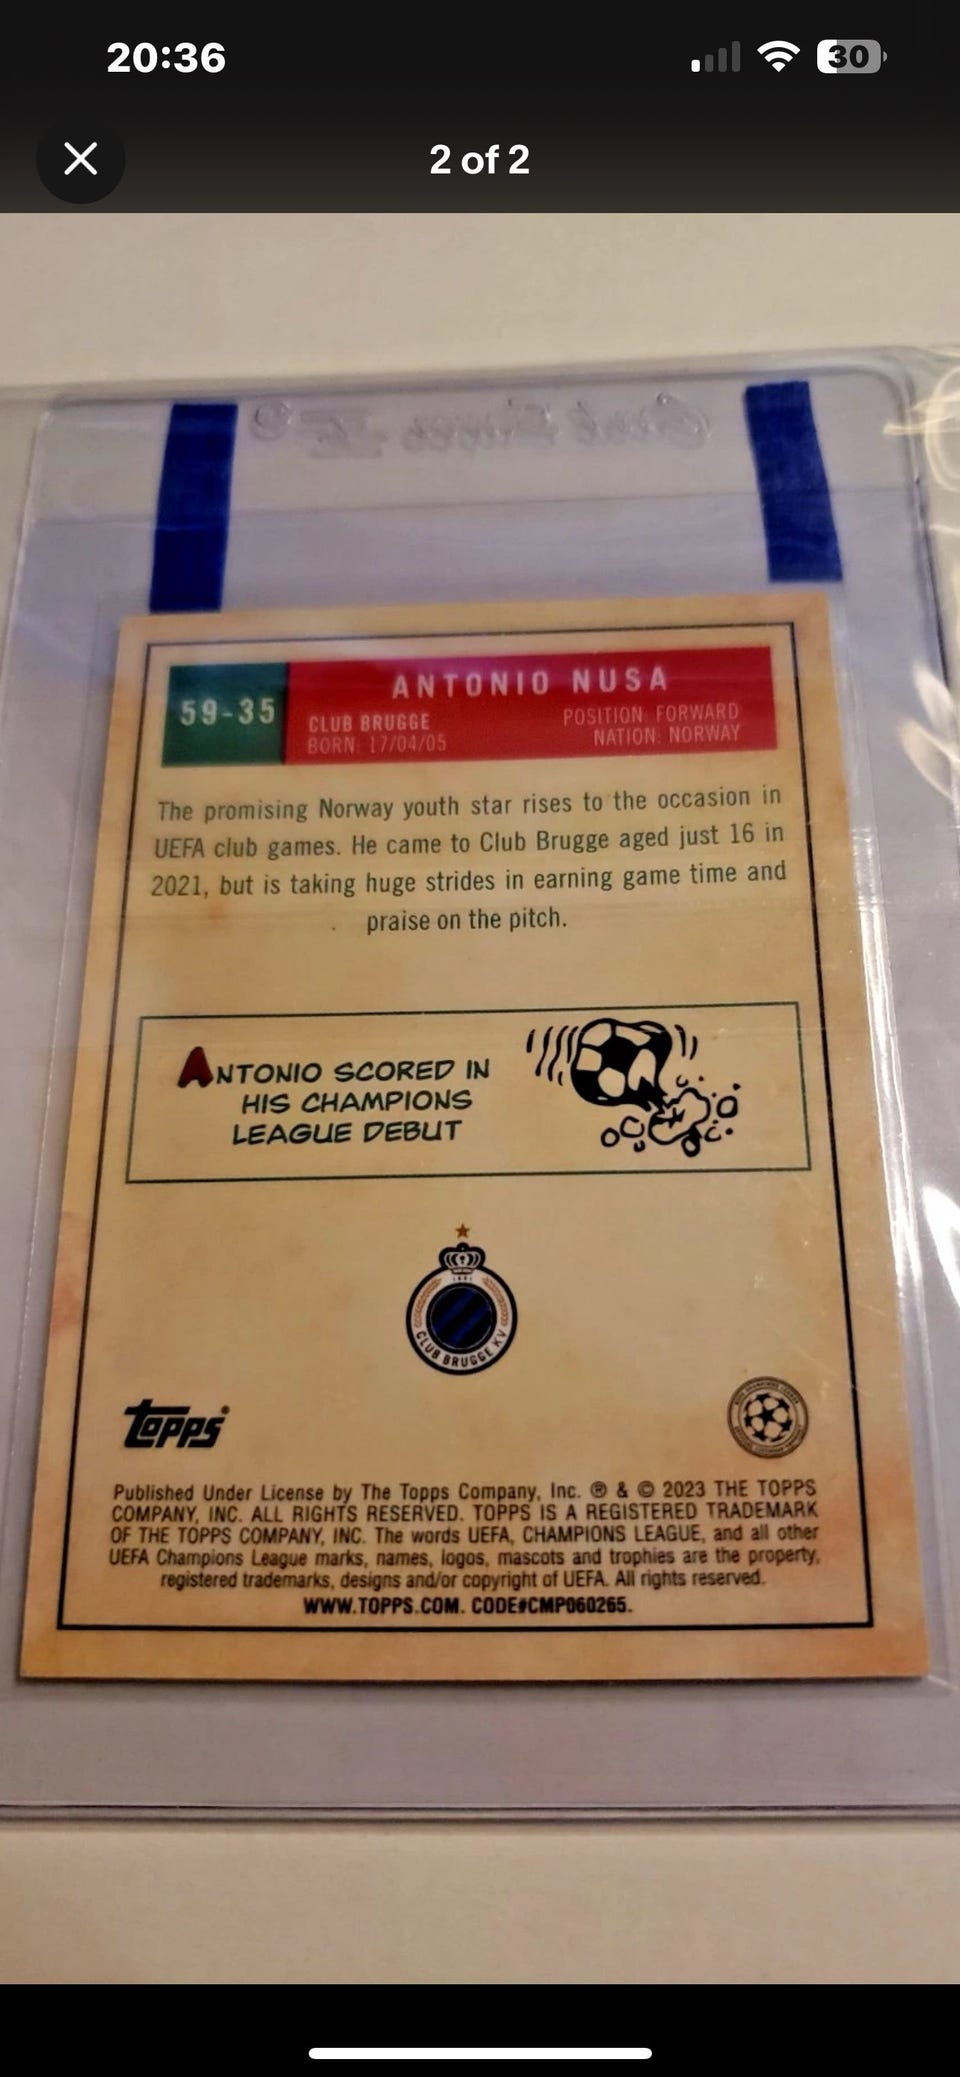 20:36
30
2 of 2
Card Saver I®
ANTONIO NUSA
59-35
CLUB BRUGGE
POSITION: FORWARD
BORN: 17/04/05
NATION: NORWAY
The promising Norway youth star rises to the occasion in
UEFA club games. He came to Club Brugge aged just 16 in
2021, but is taking huge strides in earning game time and
praise on the pitch.
ANTONIO SCORED IN
HIS CHAMPIONS
LEAGUE DEBUT
1891
CLUB BRUGGE KV
Topps®
Published Under License by The Topps Company, Inc. ® & © 2023 THE TOPPS
COMPANY, INC. ALL RIGHTS RESERVED. TOPPS IS A REGISTERED TRADEMARK
OF THE TOPPS COMPANY, INC. The words UEFA, CHAMPIONS LEAGUE, and all other
UEFA Champions League marks, names, logos, mascots and trophies are the property,
registered trademarks, designs and/or copyright of UEFA. All rights reserved.
WWW.TOPPS.COM. CODE#CMP060265.